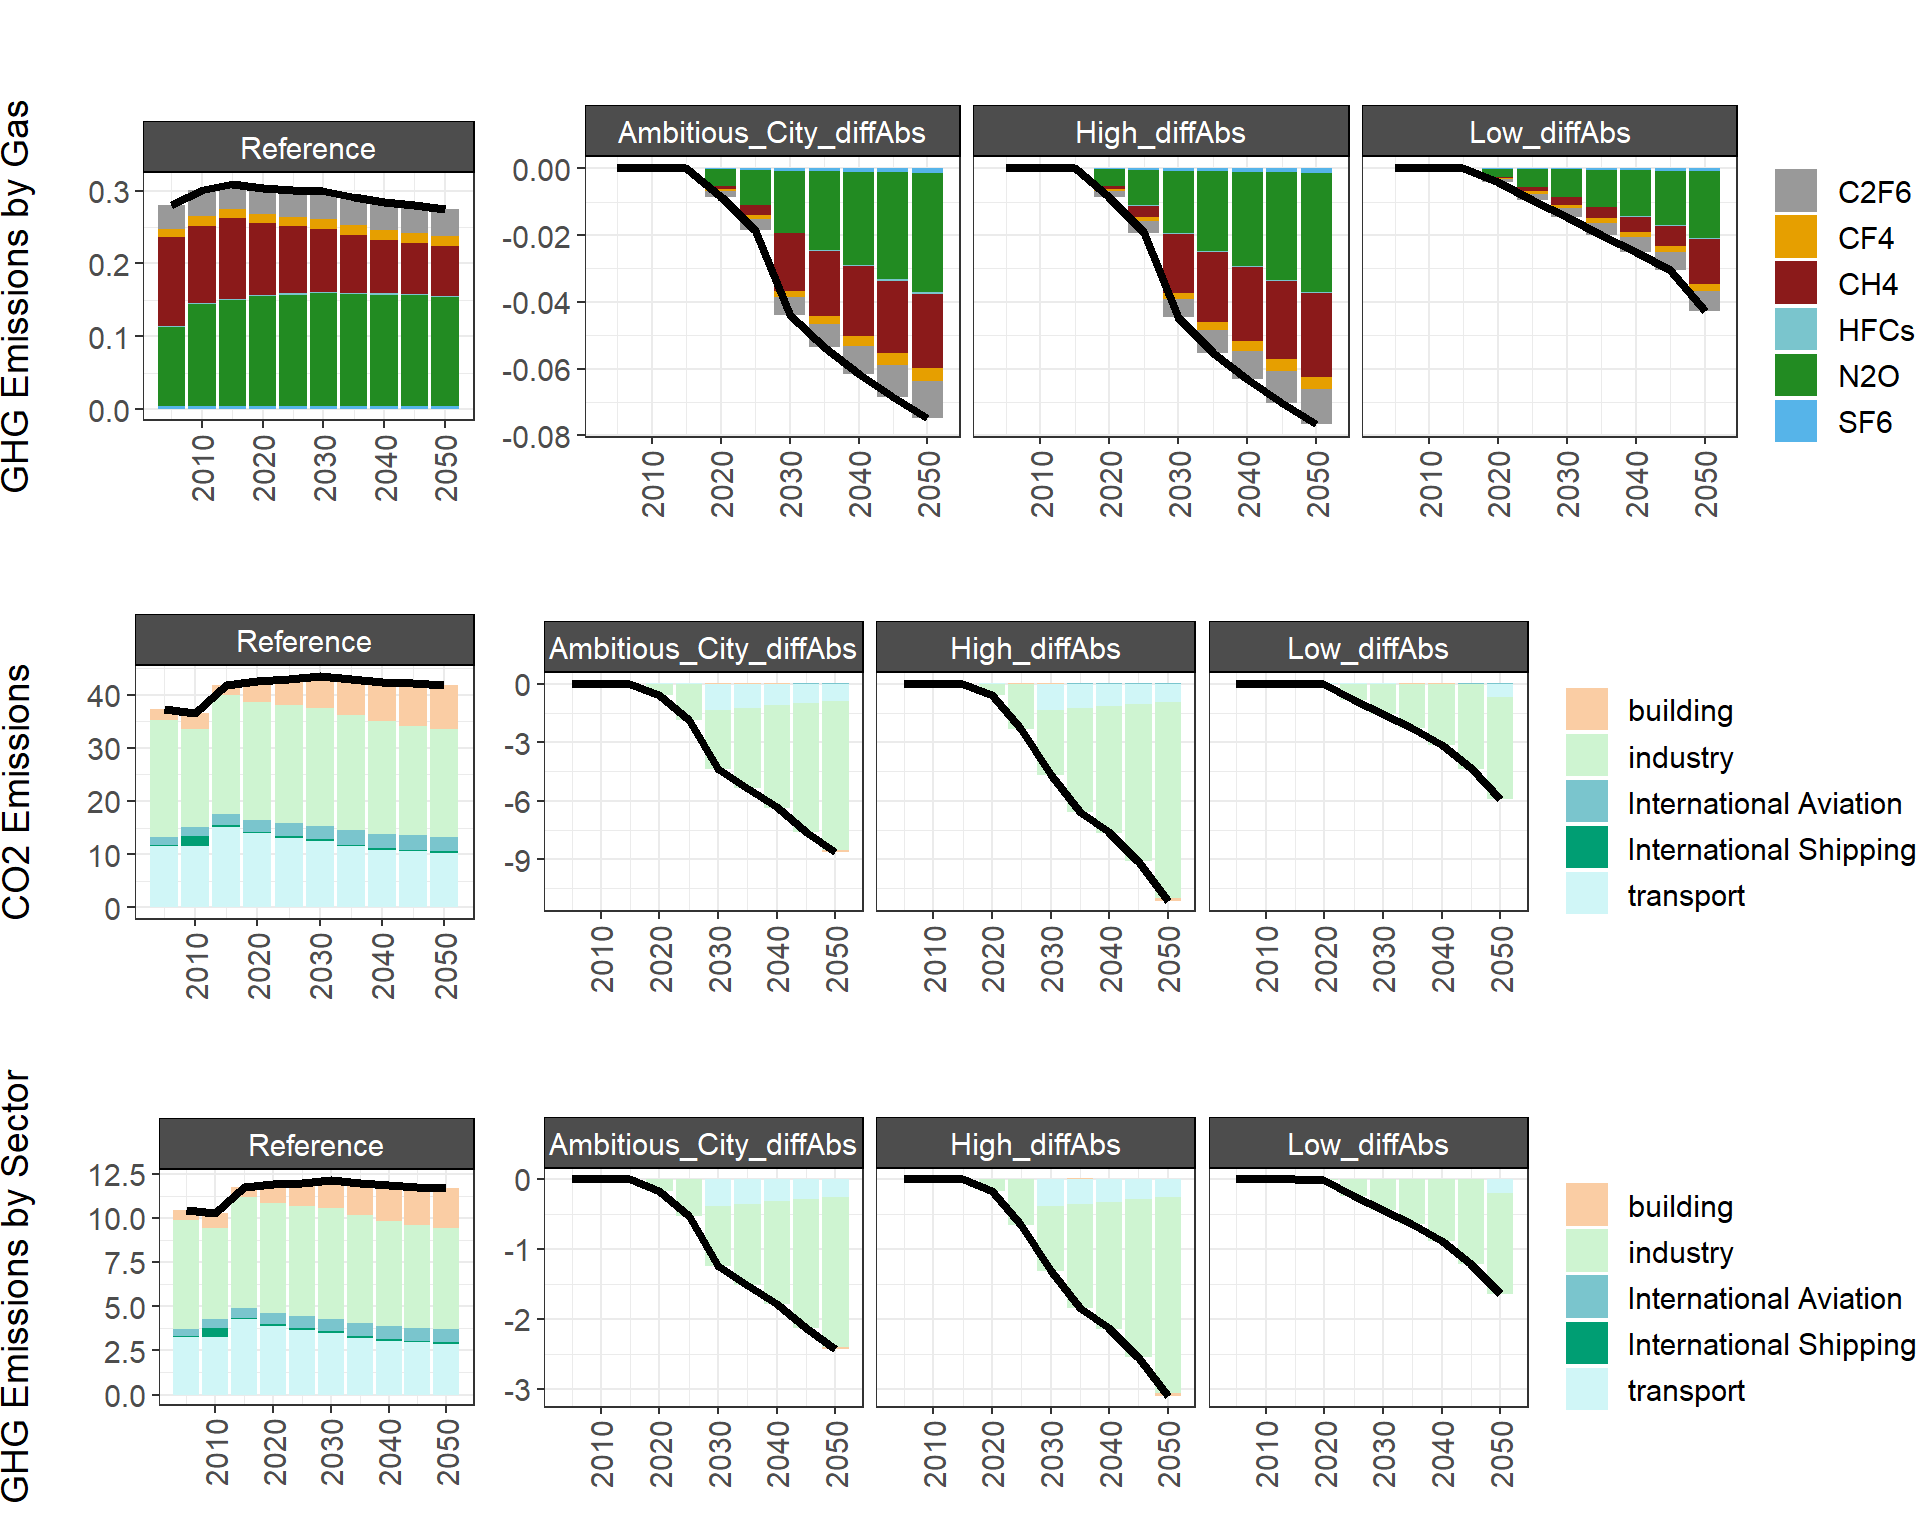 GHG Emissions by Gas
Reference
0.3
0.2
0.1
0.0
2010 2020 2030 2040 2050
Ambitious_City_diffAbs High_diffAbs Low_diffAbs
0.00
-0.02
-0.04
-0.06
-0.08
2010 2020 2030 2040 2050 2010 2020 2030 2040 2050 2010 2020 2030 2040 2050
C2F6
CF4
CH4
HFCs
N2O
SF6
CO2 Emissions
Reference
40
30
20
10
0
2010 2020 2030 2040 2050
Ambitious_City_diffAbs High_diffAbs Low_diffAbs
0
-3
-6
-9
2010 2020 2030 2040 2050 2010 2020 2030 2040 2050 2010 2020 2030 2040 2050
building
industry
International Aviation
International Shipping
transport
GHG Emissions by Sector
Reference
12.5
10.0
7.5
5.0
2.5
0.0
2010 2020 2030 2040 2050
Ambitious_City_diffAbs High_diffAbs Low_diffAbs
0
-1
-2
-3
2010 2020 2030 2040 2050 2010 2020 2030 2040 2050 2010 2020 2030 2040 2050
building
industry
International Aviation
International Shipping
transport